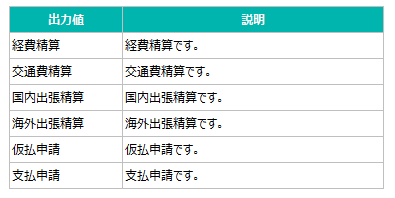 出力値 説明
経費精算 経費精算です。
交通費精算 交通費精算です。
国内出張精算 国内出張精算です。
海外出張精算 海外出張精算です。
仮払申請 仮払申請です。
支払申請 支払申請です。